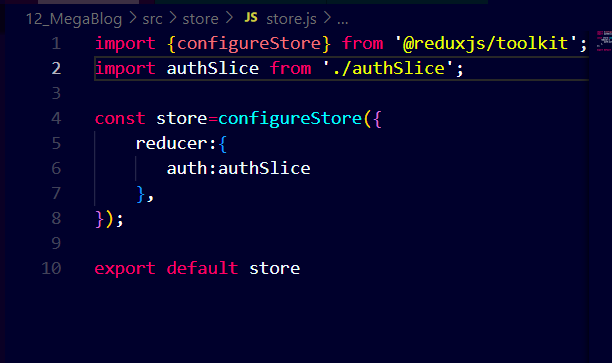 12_MegaBlog > src > store > JS store.js > ...
1 import {configureStore} from '@reduxjs/toolkit';
2 import authSlice from './authSlice';
3
4 const store=configureStore({
5     reducer:{
6         auth:authSlice
7     },
8 });
9
10 export default store